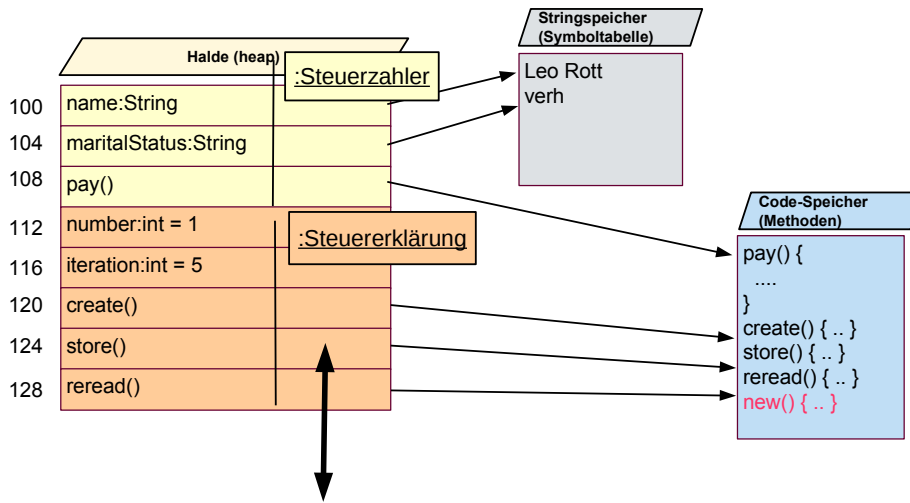 Halde (heap)
:Steuerzahler
100 name:String
104 maritalStatus:String
108 pay()
112 number:int = 1
:Steuererklärung
116 iteration:int = 5
120 create()
124 store()
128 reread()
Stringspeicher
(Symboltabelle)
Leo Rott
verh
Code-Speicher
(Methoden)
pay() {
....
}
create() { .. }
store() { .. }
reread() { .. }
new() { .. }